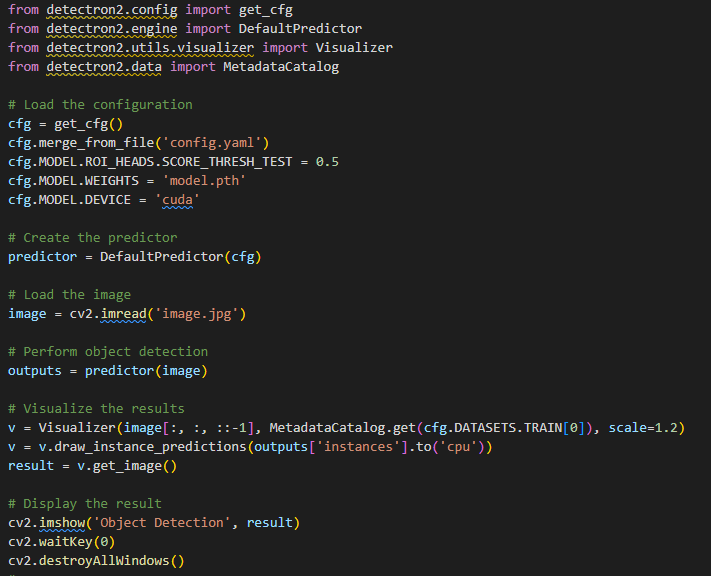 from detectron2.config import get_cfg
from detectron2.engine import DefaultPredictor
from detectron2.utils.visualizer import Visualizer
from detectron2.data import MetadataCatalog

# Load the configuration
cfg = get_cfg()
cfg.merge_from_file('config.yaml')
cfg.MODEL.ROI_HEADS.SCORE_THRESH_TEST = 0.5
cfg.MODEL.WEIGHTS = 'model.pth'
cfg.MODEL.DEVICE = 'cuda'

# Create the predictor
predictor = DefaultPredictor(cfg)

# Load the image
image = cv2.imread('image.jpg')

# Perform object detection
outputs = predictor(image)

# Visualize the results
v = Visualizer(image[:, :, ::-1], MetadataCatalog.get(cfg.DATASETS.TRAIN[0]), scale=1.2)
v = v.draw_instance_predictions(outputs['instances'].to('cpu'))
result = v.get_image()

# Display the result
cv2.imshow('Object Detection', result)
cv2.waitKey(0)
cv2.destroyAllWindows()